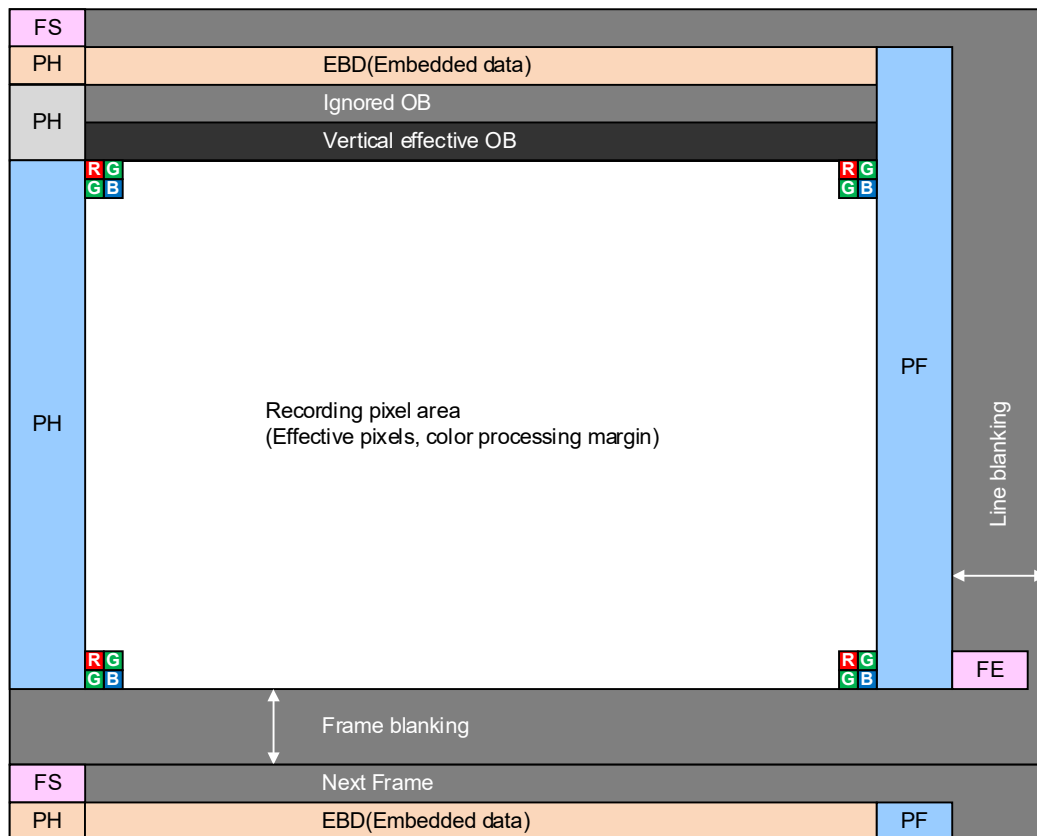 FS
PH
EBD(Embedded data)
PH
Ignored OB
Vertical effective OB
R G
G B
R G
G B
PH
Recording pixel area
(Effective pixels, color processing margin)
PF
Line blanking
R G
G B
R G
G B
FE
Frame blanking
FS
Next Frame
PH
EBD(Embedded data)
PF